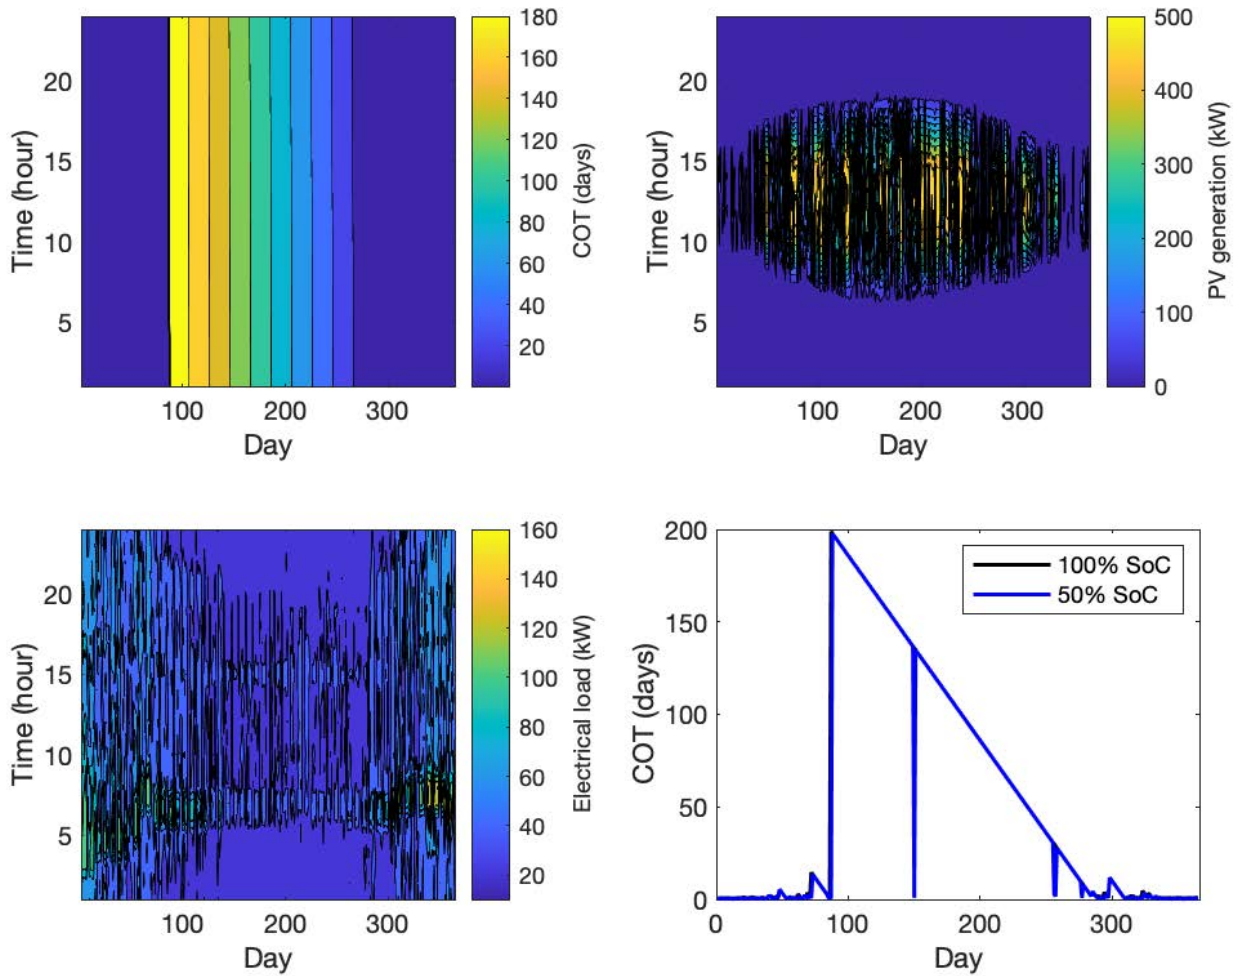 180
160
140
120
100
80
60
40
20
COT (days)
20
15
10
5
Time (hour)
100 200 300
Day
500
400
300
200
100
0
PV generation (kW)
20
15
10
5
Time (hour)
100 200 300
Day
160
140
120
100
80
60
40
20
Electrical load (kW)
20
15
10
5
Time (hour)
100 200 300
Day
200
150
100
50
0
COT (days)
100% SoC
50% SoC
0 100 200 300
Day